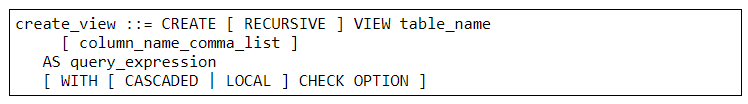 create_view ::= CREATE [ RECURSIVE ] VIEW table_name
[ column_name_comma_list ]
AS query_expression
[ WITH [ CASCADED | LOCAL ] CHECK OPTION ]